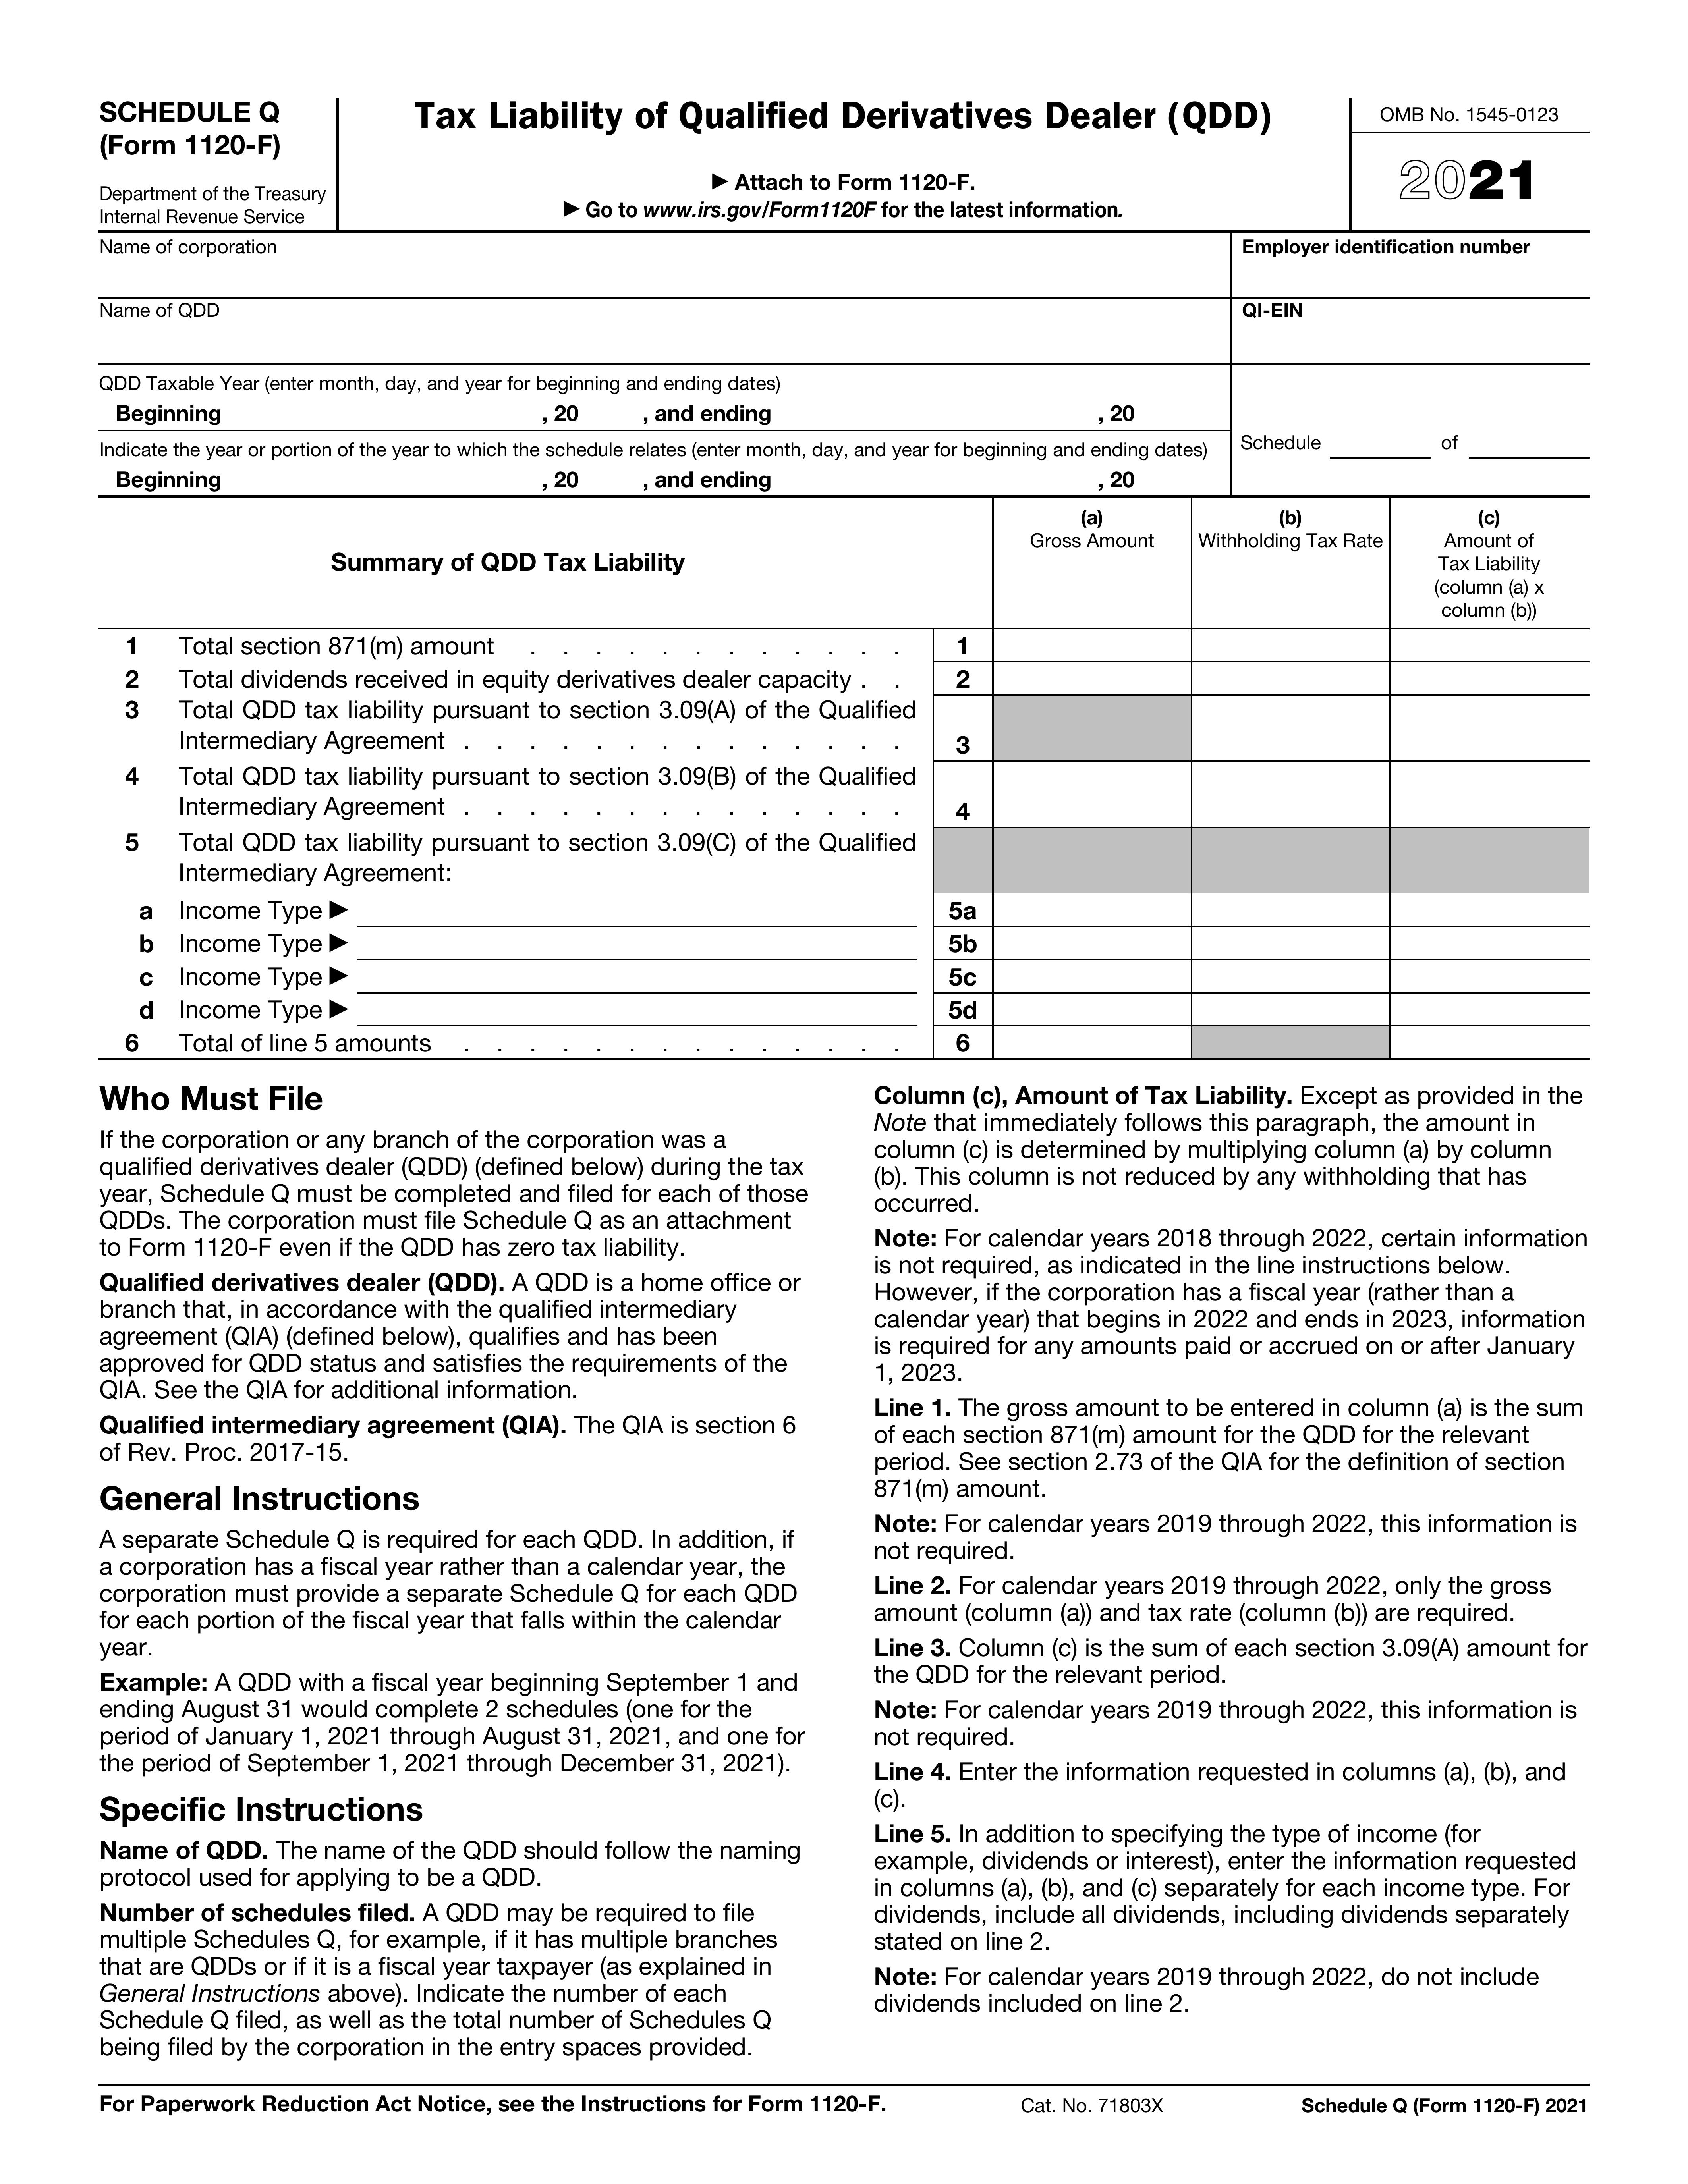 SCHEDULE Q
(Form 1120-F)
Department of the Treasury
Internal Revenue Service
Tax Liability of Qualified Derivatives Dealer (QDD)
▶ Attach to Form 1120-F.
▶ Go to www.irs.gov/Form1120F for the latest information.
OMB No. 1545-0123
2021
Name of corporation
Employer identification number
Name of QDD
QI-EIN
QDD Taxable Year (enter month, day, and year for beginning and ending dates)
Beginning , 20 , and ending , 20
Indicate the year or portion of the year to which the schedule relates (enter month, day, and year for beginning and ending dates)
Beginning , 20 , and ending , 20
Schedule of
Summary of QDD Tax Liability
(a)
Gross Amount
(b)
Withholding Tax Rate
(c)
Amount of
Tax Liability
(column (a) x
column (b))
1 Total section 871(m) amount . . . . . . . . . . . . 1
2 Total dividends received in equity derivatives dealer capacity . . 2
3 Total QDD tax liability pursuant to section 3.09(A) of the Qualified
Intermediary Agreement . . . . . . . . . . . . . . 3
4 Total QDD tax liability pursuant to section 3.09(B) of the Qualified
Intermediary Agreement . . . . . . . . . . . . . . 4
5 Total QDD tax liability pursuant to section 3.09(C) of the Qualified
Intermediary Agreement:
a Income Type ▶ 5a
b Income Type ▶ 5b
c Income Type ▶ 5c
d Income Type ▶ 5d
6 Total of line 5 amounts . . . . . . . . . . . . . . 6
Who Must File
If the corporation or any branch of the corporation was a
qualified derivatives dealer (QDD) (defined below) during the tax
year, Schedule Q must be completed and filed for each of those
QDDs. The corporation must file Schedule Q as an attachment
to Form 1120-F even if the QDD has zero tax liability.
Qualified derivatives dealer (QDD). A QDD is a home office or
branch that, in accordance with the qualified intermediary
agreement (QIA) (defined below), qualifies and has been
approved for QDD status and satisfies the requirements of the
QIA. See the QIA for additional information.
Qualified intermediary agreement (QIA). The QIA is section 6
of Rev. Proc. 2017-15.
General Instructions
A separate Schedule Q is required for each QDD. In addition, if
a corporation has a fiscal year rather than a calendar year, the
corporation must provide a separate Schedule Q for each QDD
for each portion of the fiscal year that falls within the calendar
year.
Example: A QDD with a fiscal year beginning September 1 and
ending August 31 would complete 2 schedules (one for the
period of January 1, 2021 through August 31, 2021, and one for
the period of September 1, 2021 through December 31, 2021).
Specific Instructions
Name of QDD. The name of the QDD should follow the naming
protocol used for applying to be a QDD.
Number of schedules filed. A QDD may be required to file
multiple Schedules Q, for example, if it has multiple branches
that are QDDs or if it is a fiscal year taxpayer (as explained in
General Instructions above). Indicate the number of each
Schedule Q filed, as well as the total number of Schedules Q
being filed by the corporation in the entry spaces provided.
Column (c), Amount of Tax Liability. Except as provided in the
Note that immediately follows this paragraph, the amount in
column (c) is determined by multiplying column (a) by column
(b). This column is not reduced by any withholding that has
occurred.
Note: For calendar years 2018 through 2022, certain information
is not required, as indicated in the line instructions below.
However, if the corporation has a fiscal year (rather than a
calendar year) that begins in 2022 and ends in 2023, information
is required for any amounts paid or accrued on or after January
1, 2023.
Line 1. The gross amount to be entered in column (a) is the sum
of each section 871(m) amount for the QDD for the relevant
period. See section 2.73 of the QIA for the definition of section
871(m) amount.
Note: For calendar years 2019 through 2022, this information is
not required.
Line 2. For calendar years 2019 through 2022, only the gross
amount (column (a)) and tax rate (column (b)) are required.
Line 3. Column (c) is the sum of each section 3.09(A) amount for
the QDD for the relevant period.
Note: For calendar years 2019 through 2022, this information is
not required.
Line 4. Enter the information requested in columns (a), (b), and
(c).
Line 5. In addition to specifying the type of income (for
example, dividends or interest), enter the information requested
in columns (a), (b), and (c) separately for each income type. For
dividends, include all dividends, including dividends separately
stated on line 2.
Note: For calendar years 2019 through 2022, do not include
dividends included on line 2.
For Paperwork Reduction Act Notice, see the Instructions for Form 1120-F.
Cat. No. 71803X
Schedule Q (Form 1120-F) 2021